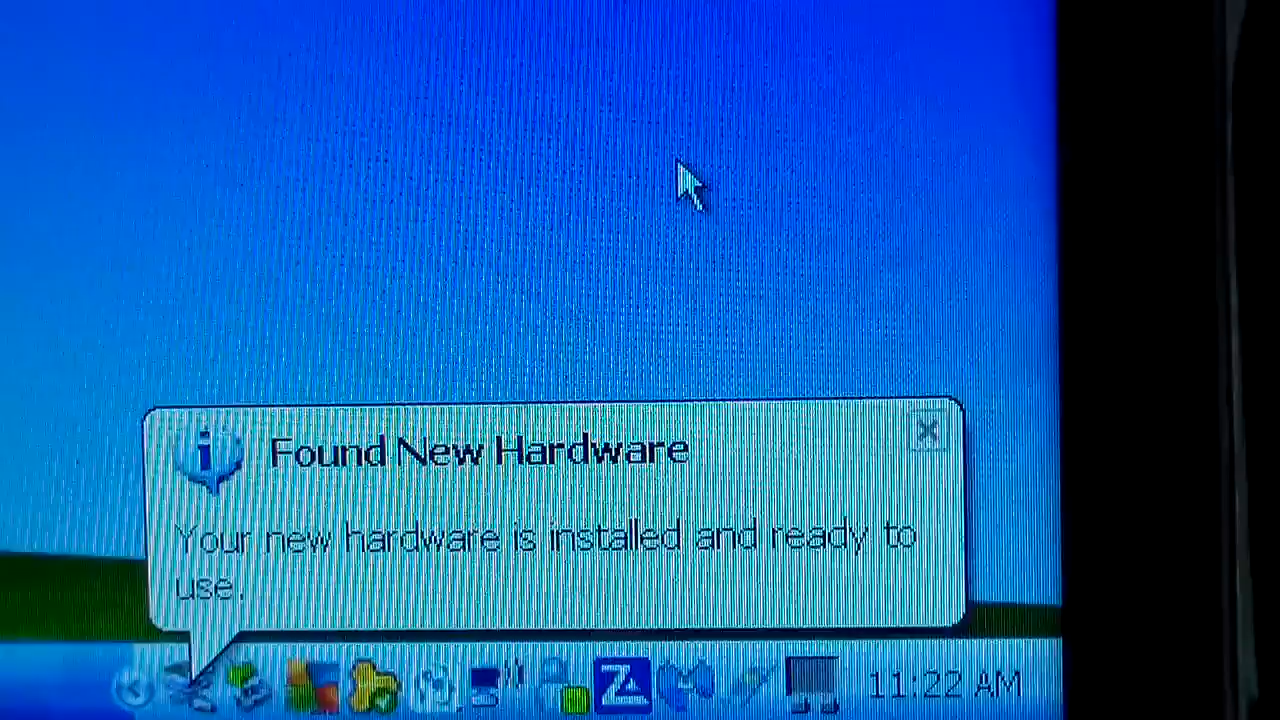 Found New Hardware
Your new hardware is installed and ready to
use.
11:22 AM